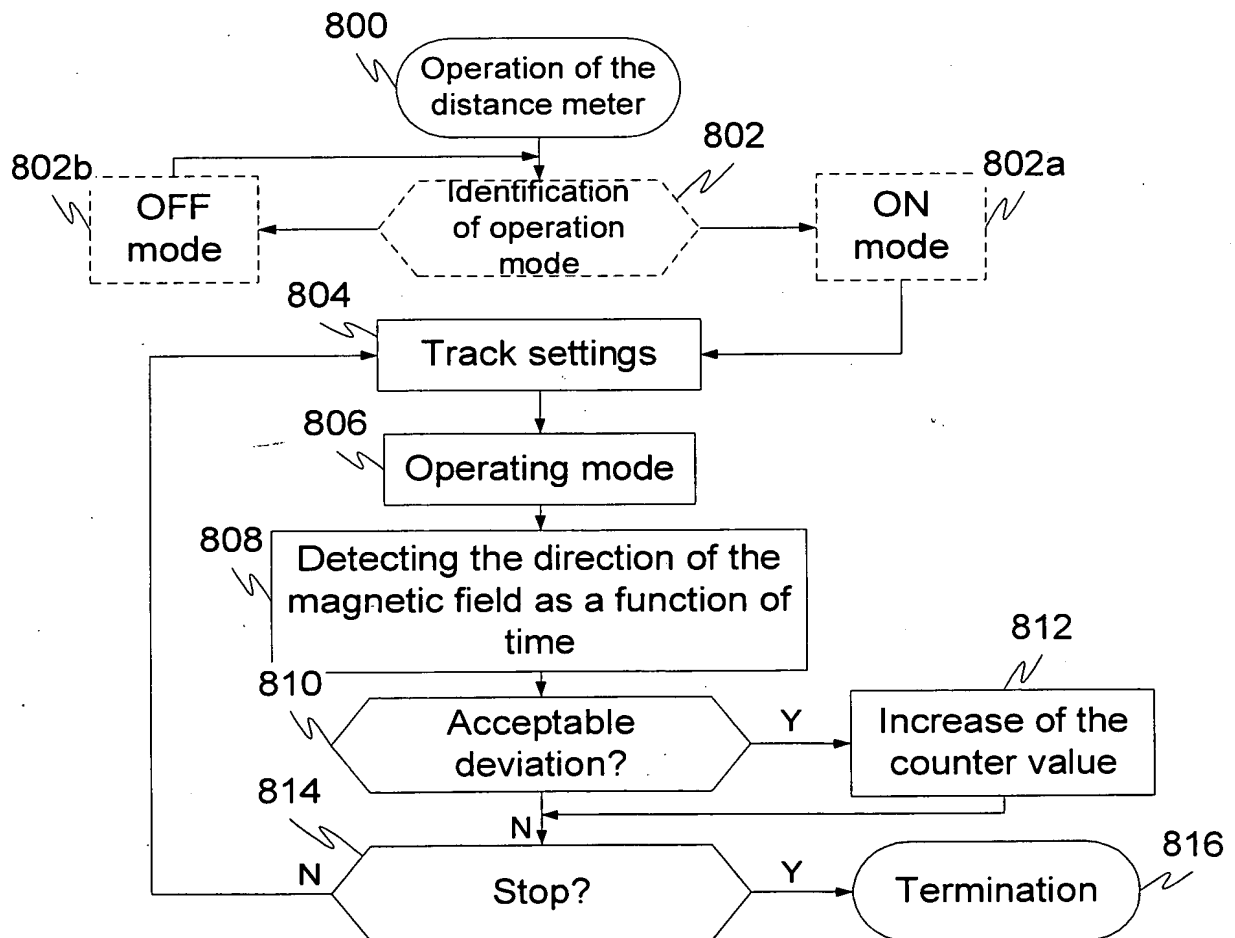 800
Operation of the
distance meter
802
802b
802a
OFF
mode
Identification
of operation
mode
ON
mode
804
Track settings
806
Operating mode
808
Detecting the direction of the
magnetic field as a function of
time
810
812
Acceptable
deviation?
Y
Increase of the
counter value
814
N
N
Stop?
Y
Termination
816